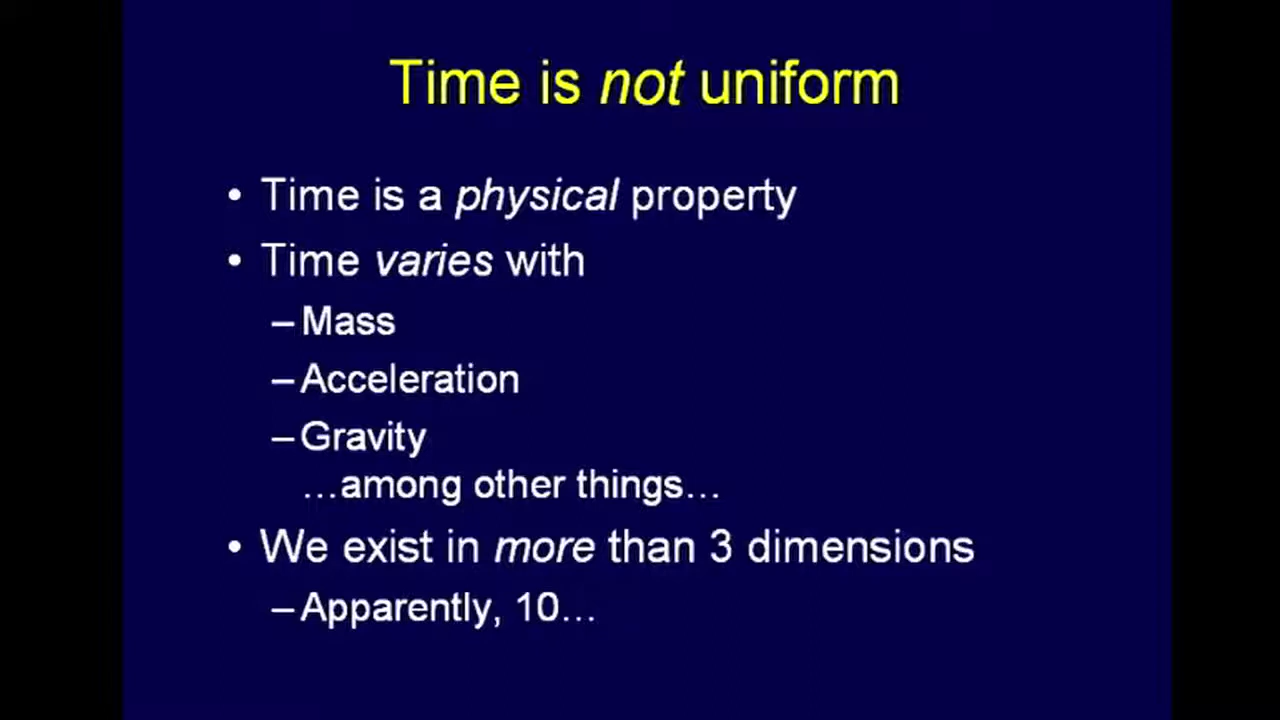 Time is not uniform
• Time is a physical property
• Time varies with
–Mass
–Acceleration
–Gravity
…among other things…
• We exist in more than 3 dimensions
–Apparently, 10…